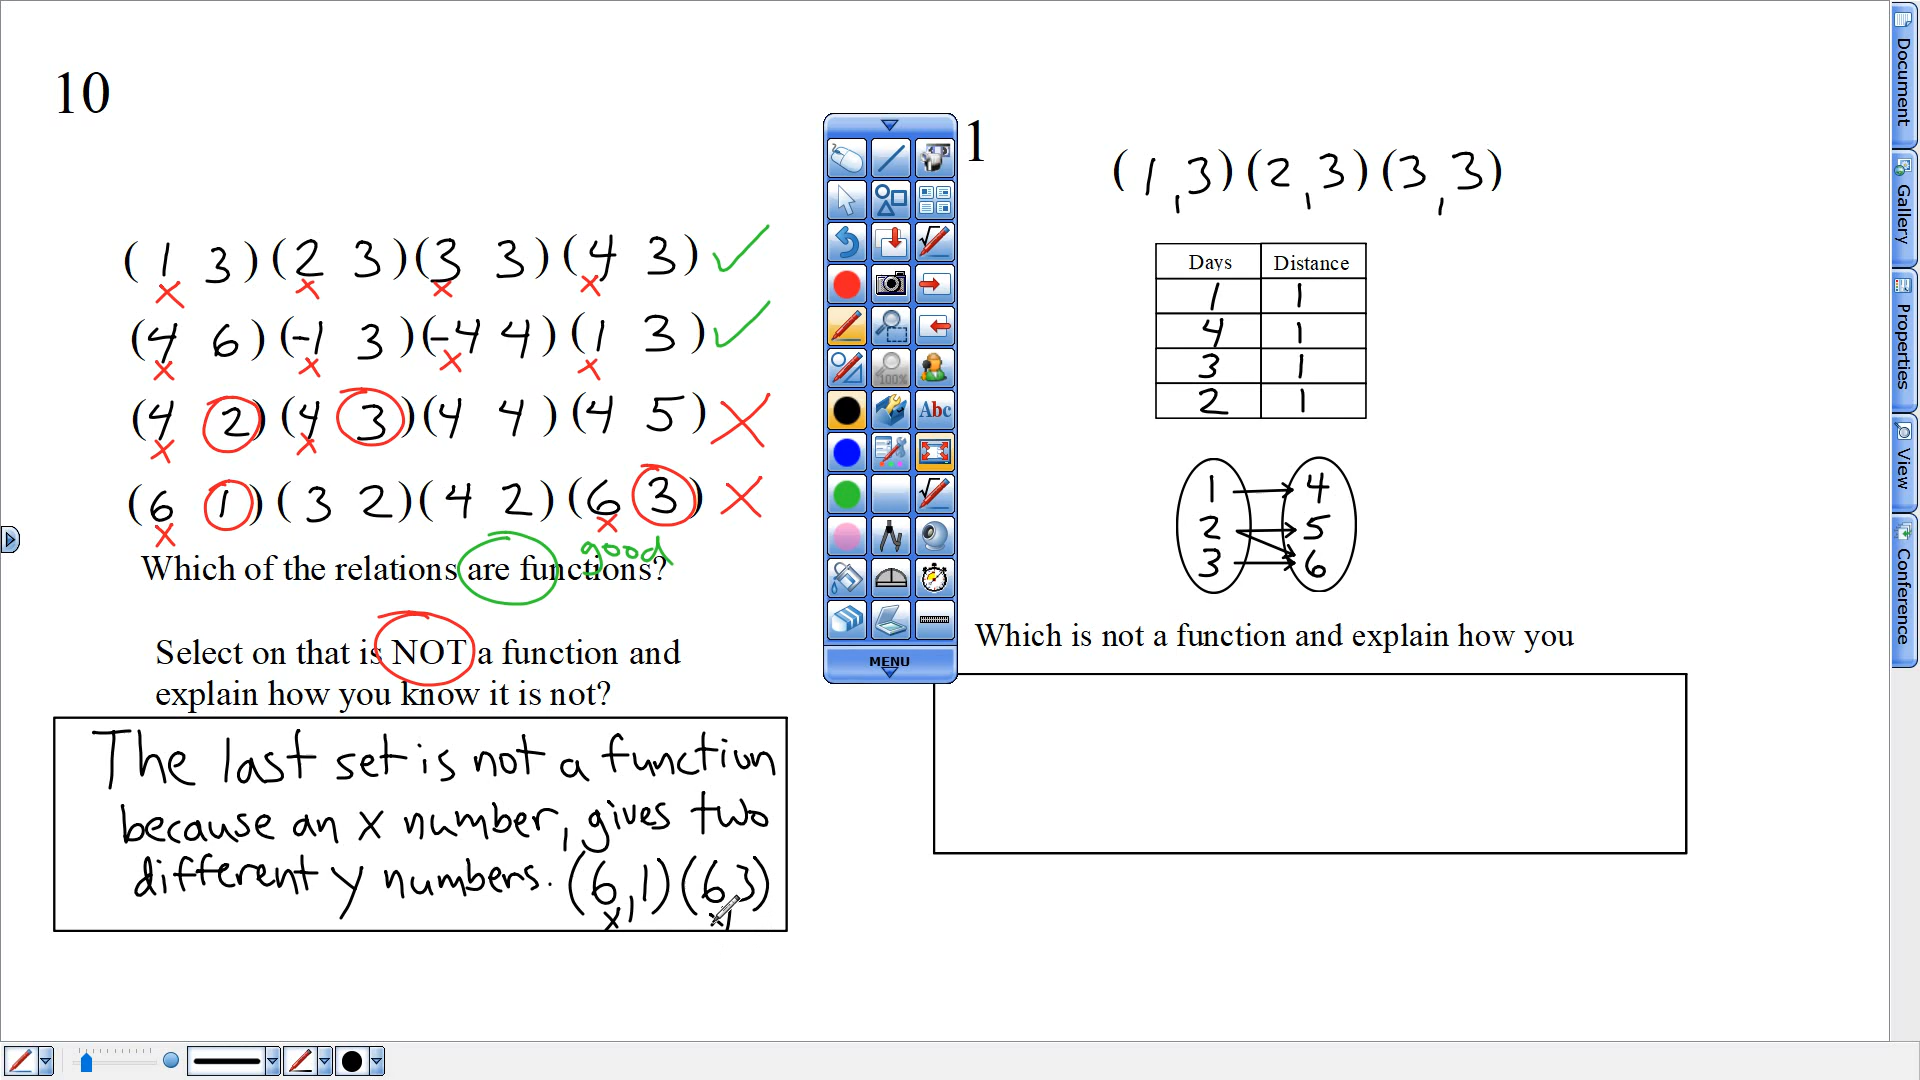 10
(1 3)(2 3)(3 3)(4 3)
x x x x
(4 6)(-1 3)(-4 4)(1 3)
x x x x
(4 2)(4 3)(4 4)(4 5)
x x
(6 1)(3 2)(4 2)(6 3)
x x
good
Which of the relations are functions?
Select on that is NOT a function and
explain how you know it is not?
The last set is not a function
because an x number, gives two
different y numbers. (6,1)(6,3)
x x
100%
Abc
MENU
1
(1,3)(2,3)(3,3)
Days Distance
1 1
4 1
3 1
2 1
1 4
2 5
3 6
Which is not a function and explain how you
Document
Gallery
Properties
View
Conference